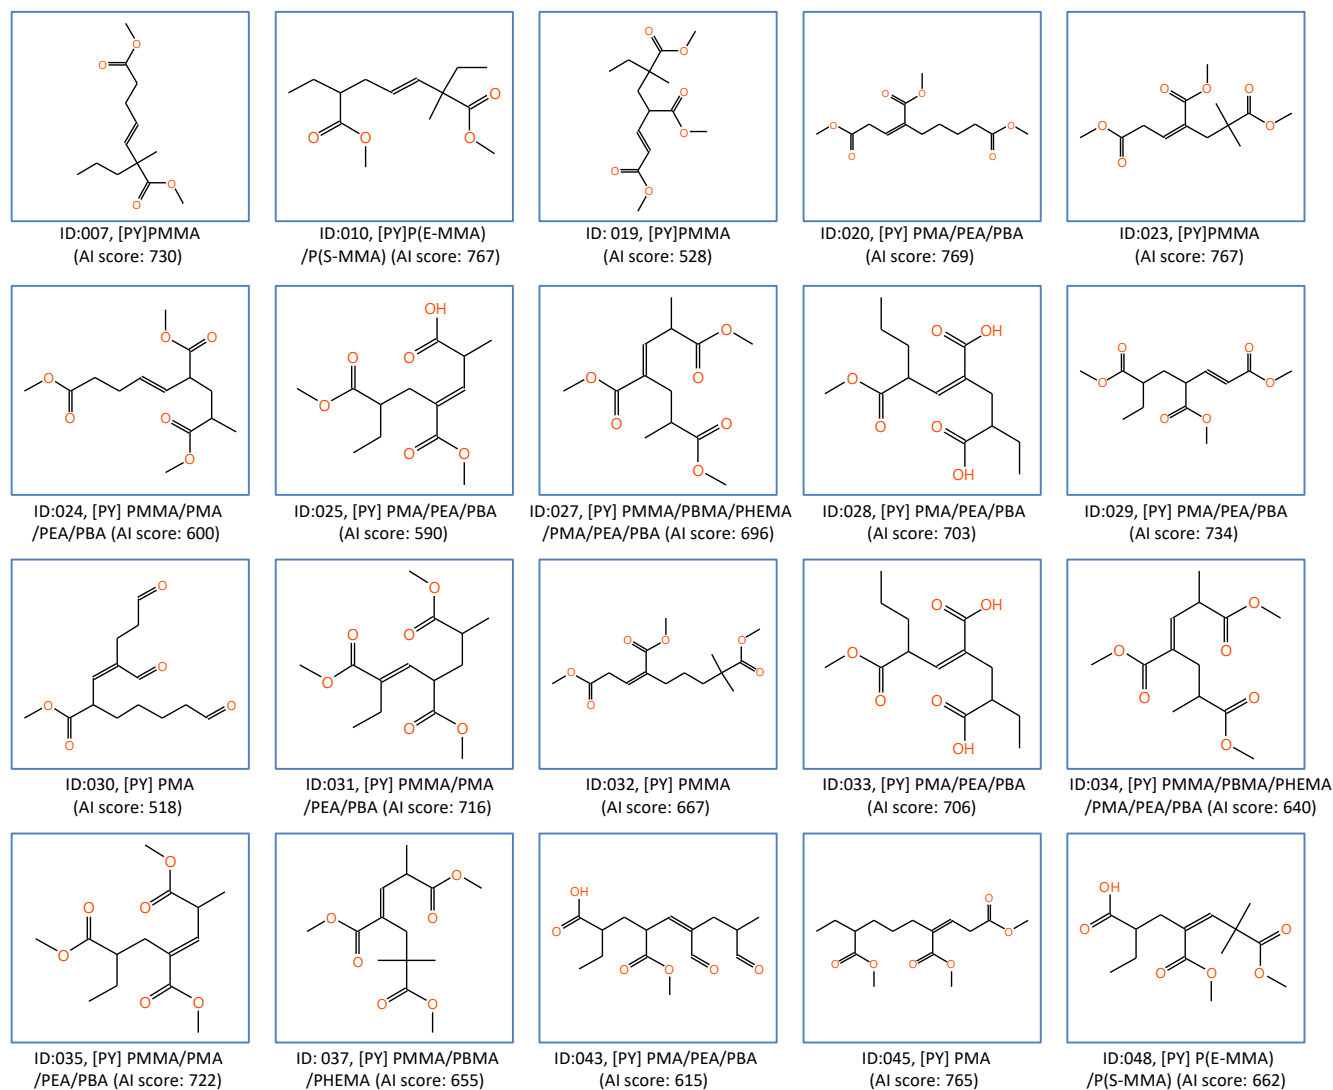 ID:007, [PY]PMMA
(AI score: 730)
ID:010, [PY]P(E-MMA)
/P(S-MMA) (AI score: 767)
ID: 019, [PY]PMMA
(AI score: 528)
ID:020, [PY] PMA/PEA/PBA
(AI score: 769)
ID:023, [PY]PMMA
(AI score: 767)
ID:024, [PY] PMMA/PMA
/PEA/PBA (AI score: 600)
ID:025, [PY] PMA/PEA/PBA
(AI score: 590)
ID:027, [PY] PMMA/PBMA/PHEMA
/PMA/PEA/PBA (AI score: 696)
ID:028, [PY] PMA/PEA/PBA
(AI score: 703)
ID:029, [PY] PMA/PEA/PBA
(AI score: 734)
ID:030, [PY] PMA
(AI score: 518)
ID:031, [PY] PMMA/PMA
/PEA/PBA (AI score: 716)
ID:032, [PY] PMMA
(AI score: 667)
ID:033, [PY] PMA/PEA/PBA
(AI score: 706)
ID:034, [PY] PMMA/PBMA/PHEMA
/PMA/PEA/PBA (AI score: 640)
ID:035, [PY] PMMA/PMA
/PEA/PBA (AI score: 722)
ID: 037, [PY] PMMA/PBMA
/PHEMA (AI score: 655)
ID:043, [PY] PMA/PEA/PBA
(AI score: 615)
ID:045, [PY] PMA
(AI score: 765)
ID:048, [PY] P(E-MMA)
/P(S-MMA) (AI score: 662)